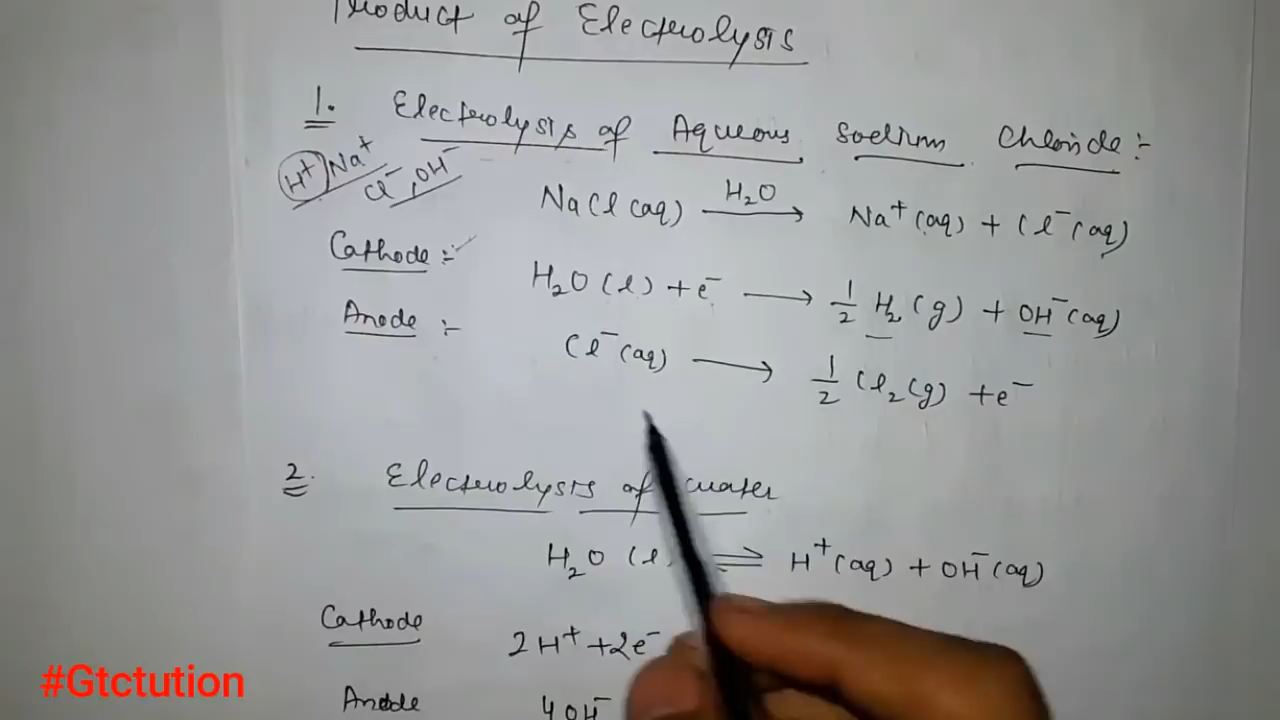 Product of Electrolysis
1. Electrolysis of Aqueous Sodium Chloride :-
H⁺, Na⁺
Cl⁻, OH⁻
NaCl (aq) —H₂O→ Na⁺ (aq) + Cl⁻ (aq)
Cathode :- H₂O (l) + e⁻ → 1/2 H₂ (g) + OH⁻ (aq)
Anode :- Cl⁻ (aq) → 1/2 Cl₂ (g) + e⁻
2. Electrolysis of water
H₂O (l) ⇌ H⁺ (aq) + OH⁻ (aq)
Cathode 2H⁺ + 2e⁻
Anode 4OH⁻
#Gtctution